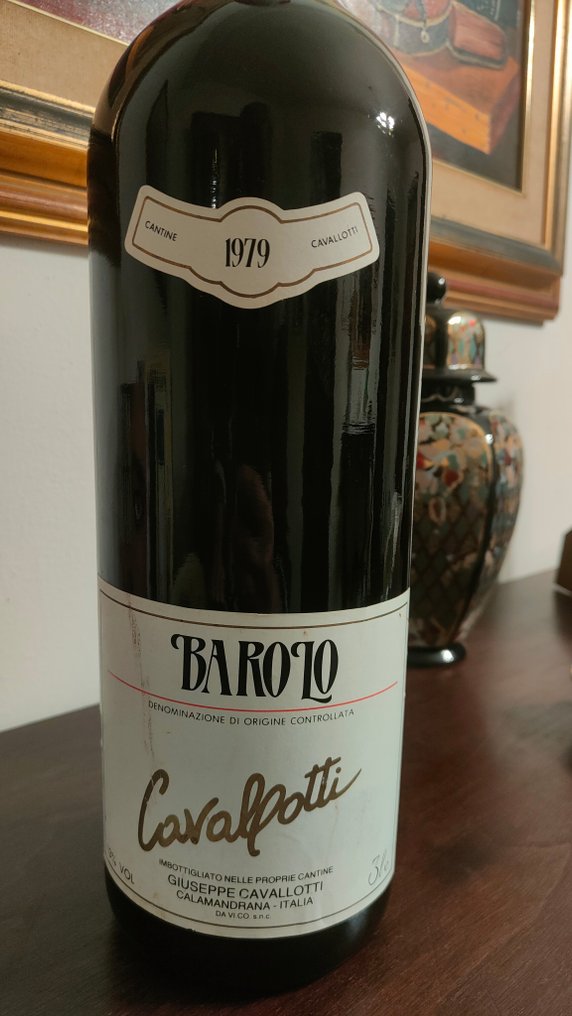 CANTINE 1979 CAVALLOTTI
BAROLO
DENOMINAZIONE DI ORIGINE CONTROLLATA
Cavallotti
IMBOTTIGLIATO NELLE PROPRIE CANTINE
GIUSEPPE CAVALLOTTI
CALAMANDRANA - ITALIA
DA VI.CO. s.n.c.
% VOL